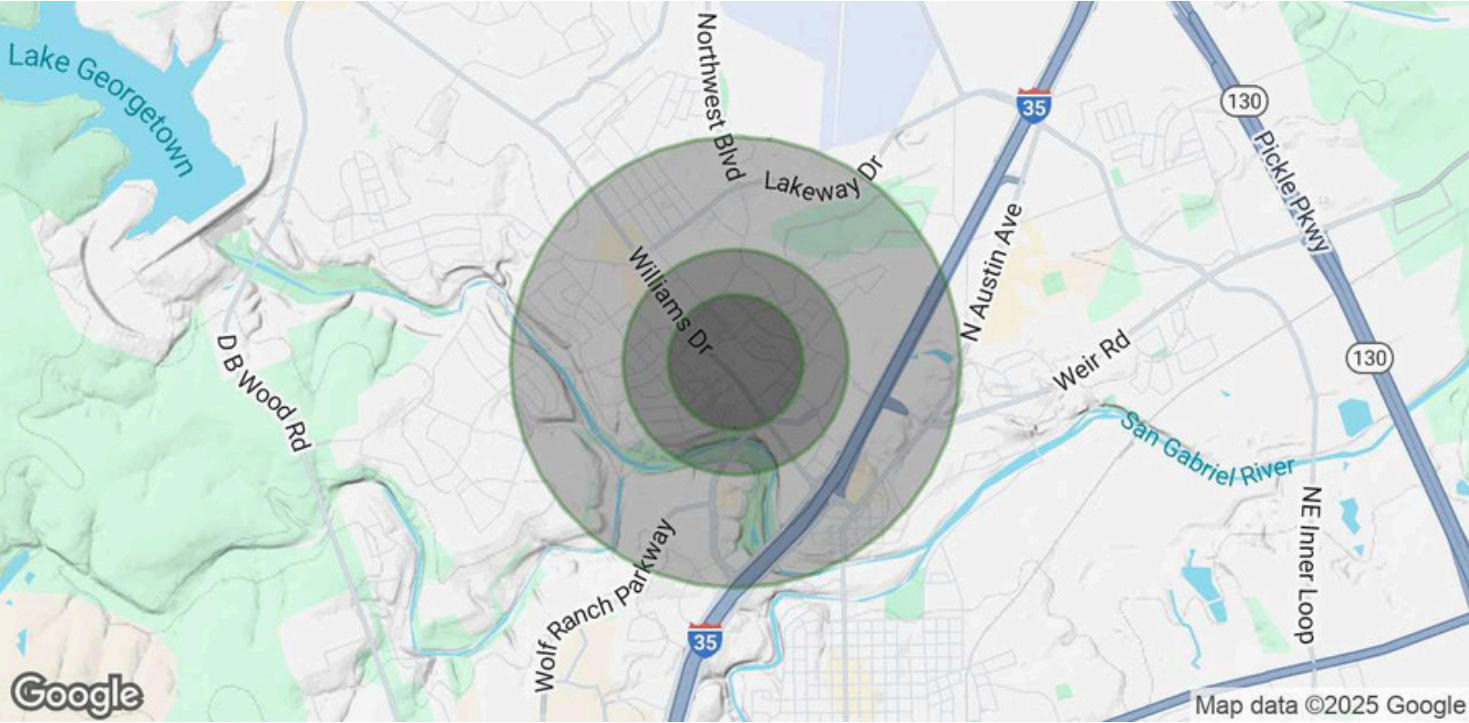 Lake Georgetown
Northwest Blvd
Lakeway Dr
35
130
Pickle Pkwy
Williams Dr
N Austin Ave
D B Wood Rd
Weir Rd
130
San Gabriel River
NE Inner Loop
Wolf Ranch Parkway
35
Google
Map data ©2025 Google